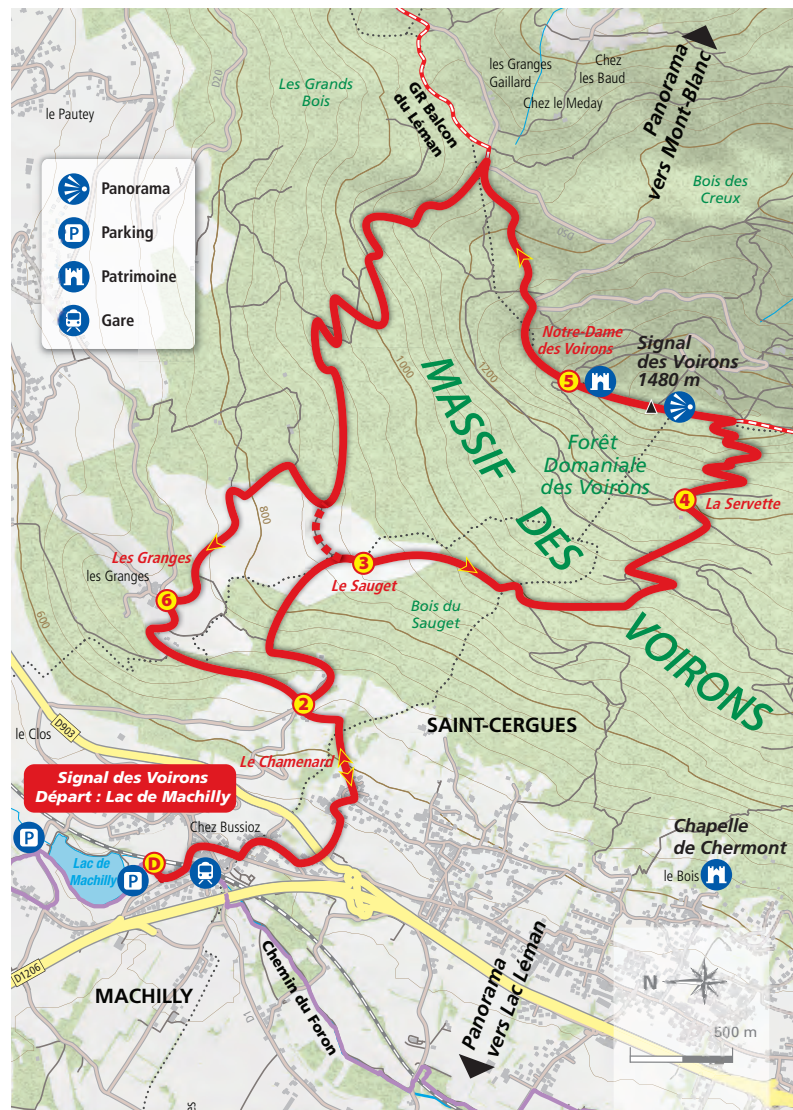 D20
les Granges
Gaillard
Chez
les Baud
Chez le Meday
Les Grands
Bois
le Pautey
GR Balcon
du Léman
Panorama
vers Mont-Blanc
Bois des
Creux
Panorama
Parking
P
Patrimoine
Gare
D50
Notre-Dame
des Voirons
Signal
des Voirons
1480 m
5
1000
1200
MASSIF DES VOIRONS
Forêt
Domaniale
des Voirons
4
La Servette
800
Les Granges
les Granges
6
3
Le Sauget
Bois du
Sauget
600
2
D903
le Clos
SAINT-CERGUES
Le Chamenard
Signal des Voirons
Départ : Lac de Machilly
Chez Bussioz
P
D
Lac de
Machilly
P
Chapelle
de Chermont
le Bois
D1206
MACHILLY
D1
Chemin du Foron
Panorama
vers Lac Léman
N
500 m